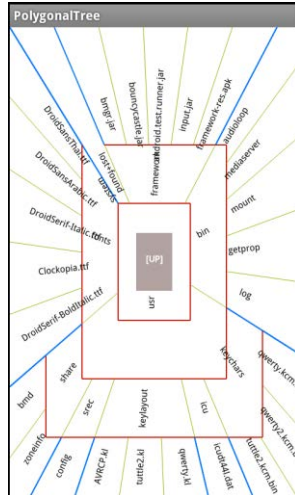 PolygonalTree
bmgr.jar
bouncycastle.jar
android.test.runner.jar
input.jar
framework-res.apk
audioloop
DroidSansThai.ttf
lost+found
framework
mediaserver
DroidSansArabic.ttf
system
mount
DroidSerif-Italic.ttf
fonts
bin
getprop
Clockopia.ttf
[UP]
log
DroidSerif-BoldItalic.ttf
usr
bmd
share
keychars
qwerty.kcm.
zoneinfo
srec
keylayout
icu
qwerty2.kcm.b
config
AVRCP.kl
tuttle2.kl
qwerty.kl
icudt44l.dat
tuttle2.kcm.bin